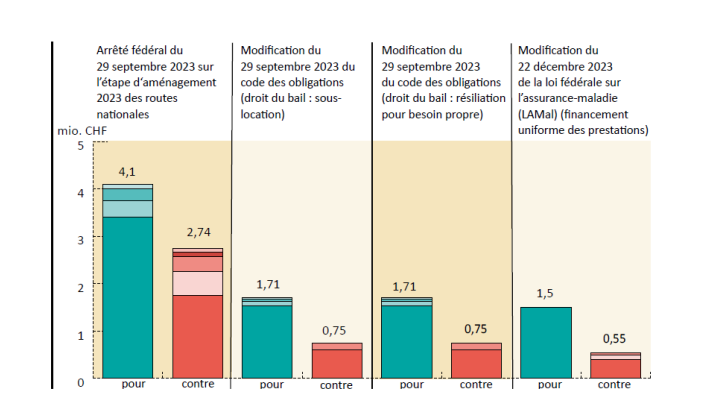 Arrêté fédéral du
29 septembre 2023 sur
l'étape d'aménagement
2023 des routes
nationales
Modification du
29 septembre 2023 du
code des obligations
(droit du bail : sous-
location)
Modification du
29 septembre 2023
du code des obligations
(droit du bail : résiliation
pour besoin propre)
Modification du
22 décembre 2023
de la loi fédérale sur
l'assurance-maladie
(LAMal) (financement
uniforme des prestations)
mio. CHF
5
4
3
2
1
0
4,1
2,74
1,71
0,75
1,71
0,75
1,5
0,55
pour
contre
pour
contre
pour
contre
pour
contre